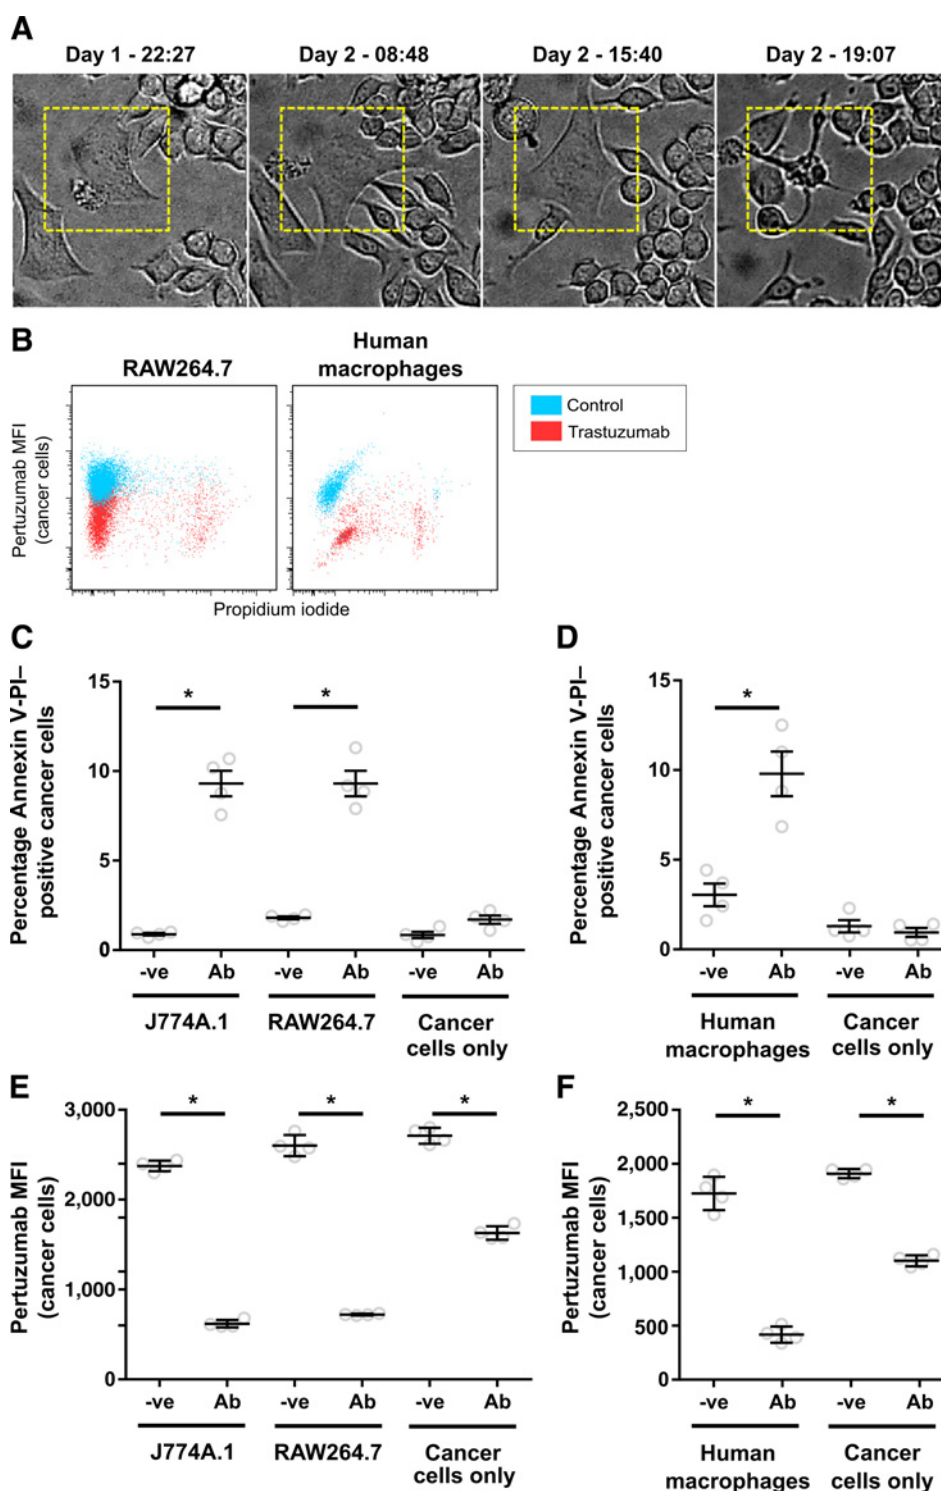 A
Day 1 - 22:27 Day 2 - 08:48 Day 2 - 15:40 Day 2 - 19:07
B
RAW264.7
Human
macrophages
Pertuzumab MFI
(cancer cells)
Propidium iodide
Control
Trastuzumab
C
Percentage Annexin V-PI–
positive cancer cells
15
10
5
0
* *
-ve Ab -ve Ab -ve Ab
J774A.1 RAW264.7 Cancer
cells only
D
Percentage Annexin V-PI–
positive cancer cells
15
10
5
0
*
-ve Ab -ve Ab
Human
macrophages
Cancer
cells only
E
Pertuzumab MFI
(cancer cells)
3,000
2,000
1,000
0
* * *
-ve Ab -ve Ab -ve Ab
J774A.1 RAW264.7 Cancer
cells only
F
Pertuzumab MFI
(cancer cells)
2,500
2,000
1,500
1,000
500
0
* *
-ve Ab -ve Ab
Human
macrophages
Cancer
cells only